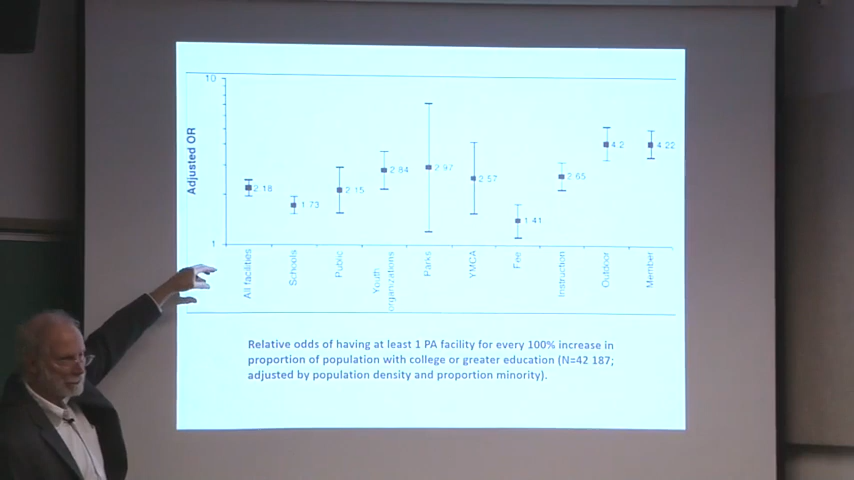 10
Adjusted OR
2.18
1.73
2.15
2.84
2.97
2.57
1.41
2.65
4.2
4.22
1
All facilities
Schools
Public
Youth
organizations
Parks
YMCA
Fee
Instruction
Outdoor
Member
Relative odds of having at least 1 PA facility for every 100% increase in
proportion of population with college or greater education (N=42 187;
adjusted by population density and proportion minority).